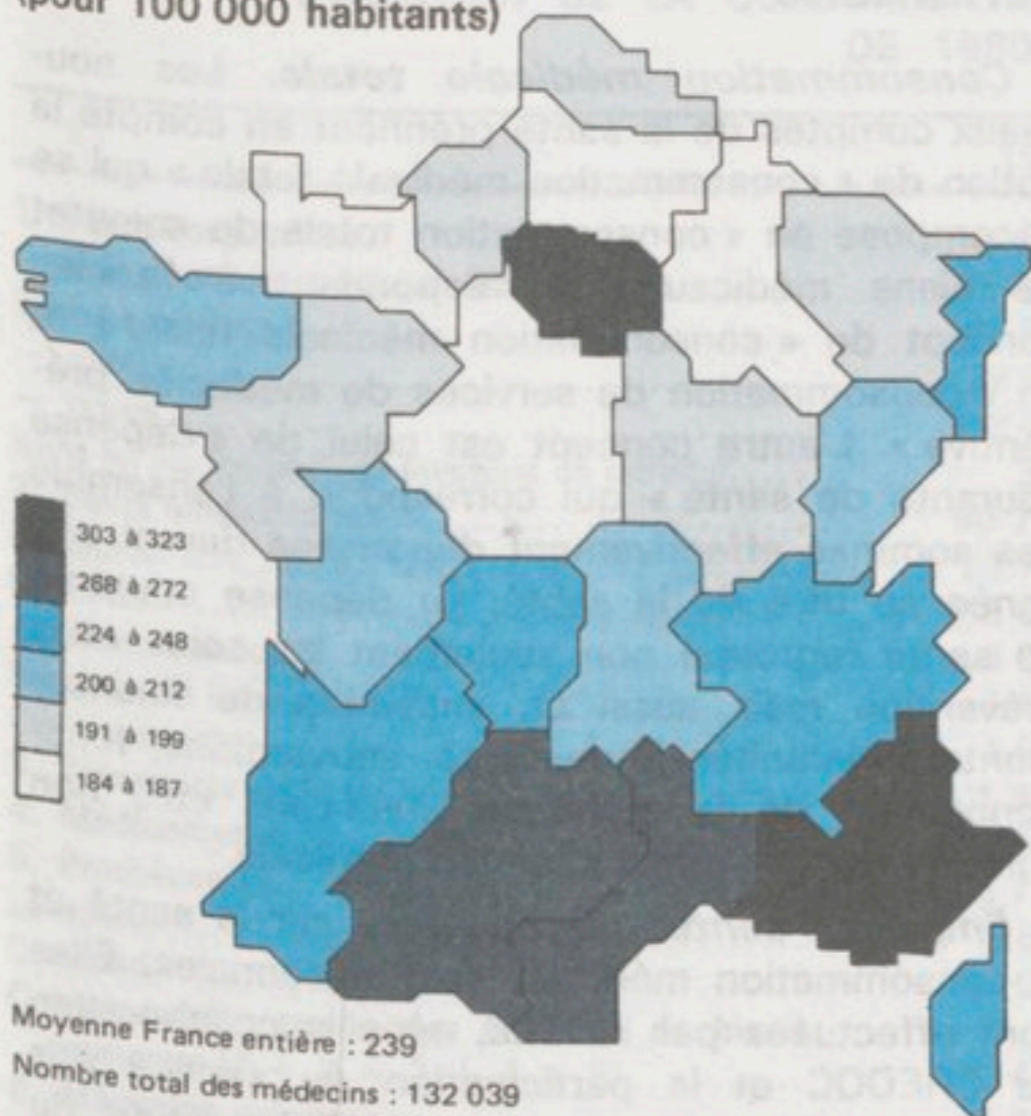 (pour 100 000 habitants)
303 à 323
268 à 272
224 à 248
200 à 212
191 à 199
184 à 187
Moyenne France entière : 239
Nombre total des médecins : 132 039